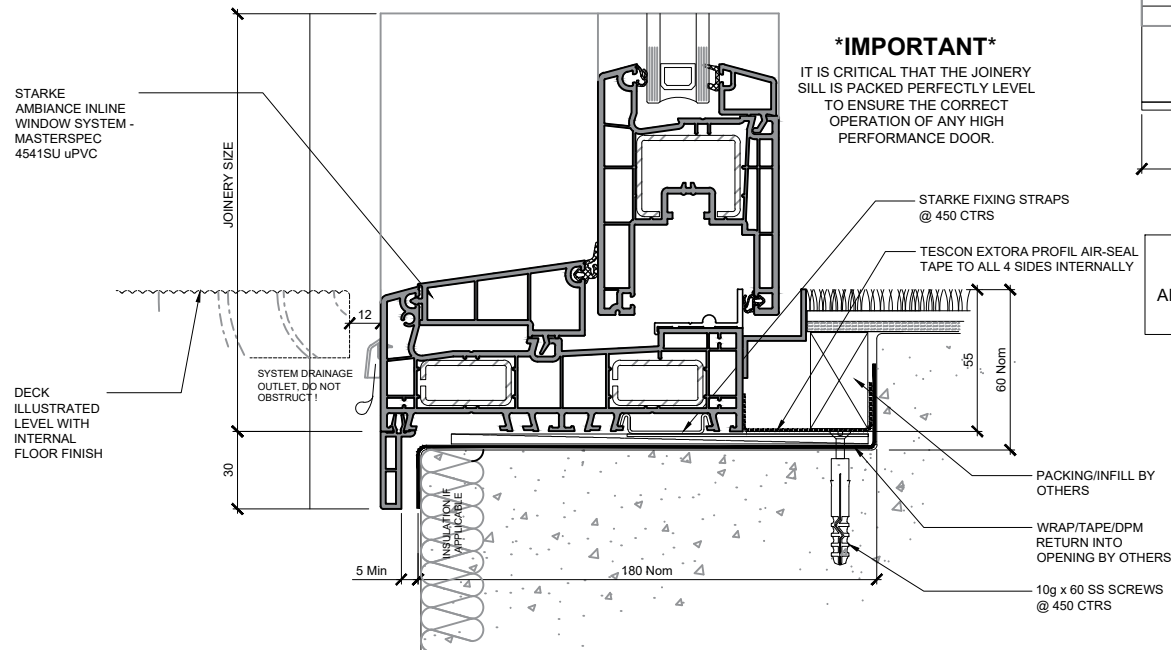 *IMPORTANT*
IT IS CRITICAL THAT THE JOINERY
SILL IS PACKED PERFECTLY LEVEL
TO ENSURE THE CORRECT
OPERATION OF ANY HIGH
PERFORMANCE DOOR.
STARKE
AMBIANCE INLINE
WINDOW SYSTEM -
MASTERSPEC
4541SU uPVC
JOINERY SIZE
STARKE FIXING STRAPS
@ 450 CTRS
TESCON EXTORA PROFIL AIR-SEAL
TAPE TO ALL 4 SIDES INTERNALLY
12
SYSTEM DRAINAGE
OUTLET, DO NOT
OBSTRUCT !
DECK
ILLUSTRATED
LEVEL WITH
INTERNAL
FLOOR FINISH
55
60 Nom
30
INSULATION IF
APPLICABLE
PACKING/INFILL BY
OTHERS
WRAP/TAPE/DPM
RETURN INTO
OPENING BY OTHERS
5 Min
180 Nom
10g x 60 SS SCREWS
@ 450 CTRS